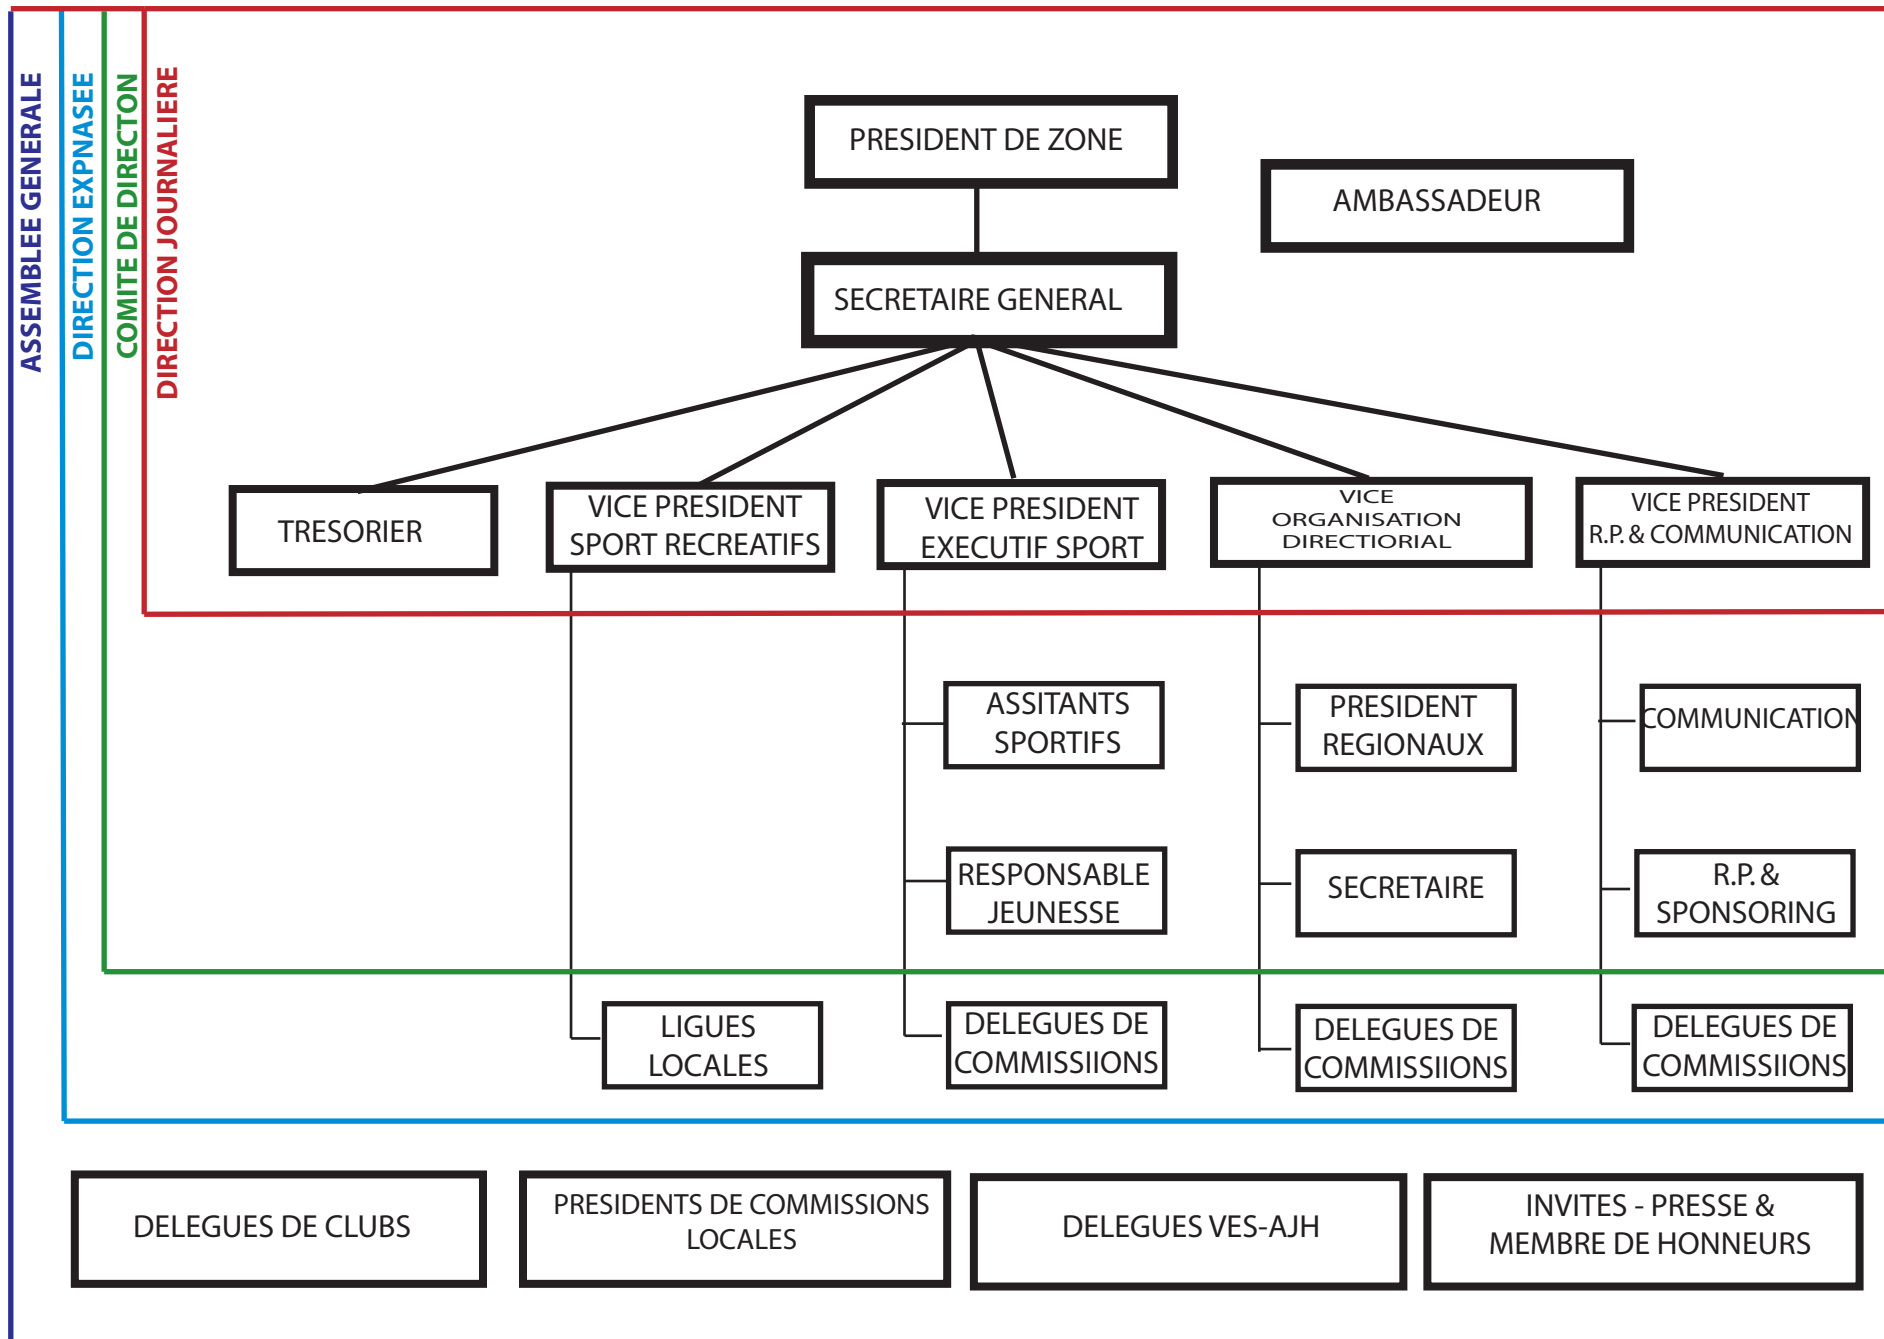 ASSEMBLEE GENERALE
DIRECTION EXPNASEE
COMITE DE DIRECTON
DIRECTION JOURNALIERE
PRESIDENT DE ZONE
AMBASSADEUR
SECRETAIRE GENERAL
TRESORIER
VICE PRESIDENT
SPORT RECREATIFS
VICE PRESIDENT
EXECUTIF SPORT
VICE
ORGANISATION
DIRECTIORIAL
VICE PRESIDENT
R.P. & COMMUNICATION
ASSITANTS
SPORTIFS
PRESIDENT
REGIONAUX
COMMUNICATION
RESPONSABLE
JEUNESSE
SECRETAIRE
R.P. &
SPONSORING
LIGUES
LOCALES
DELEGUES DE
COMMISSIIONS
DELEGUES DE
COMMISSIIONS
DELEGUES DE
COMMISSIIONS
DELEGUES DE CLUBS
PRESIDENTS DE COMMISSIONS
LOCALES
DELEGUES VES-AJH
INVITES - PRESSE &
MEMBRE DE HONNEURS